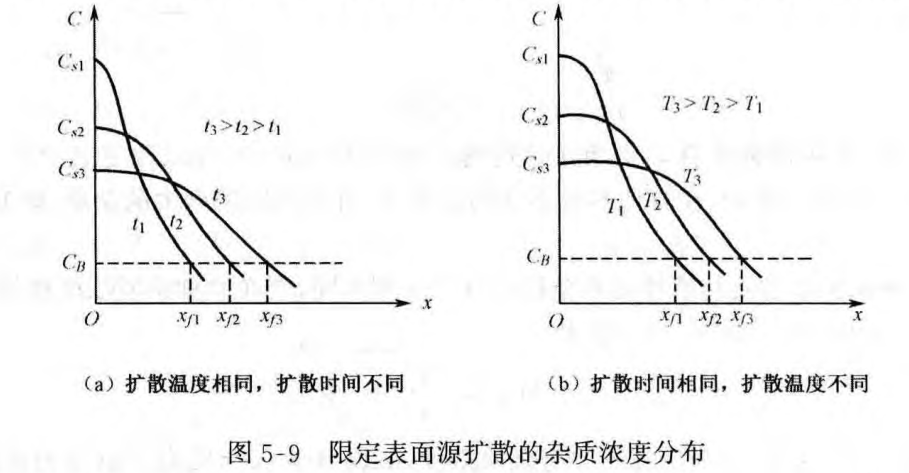 C
C_{s1}
C_{s2}
C_{s3}
C_B
t_3>t_2>t_1
t_1
t_2
t_3
O
x_{f1}
x_{f2}
x_{f3}
x
(a) 扩散温度相同，扩散时间不同
C
C_{s1}
C_{s2}
C_{s3}
C_B
T_3>T_2>T_1
T_1
T_2
T_3
O
x_{f1}
x_{f2}
x_{f3}
x
(b) 扩散时间相同，扩散温度不同
图 5-9 限定表面源扩散的杂质浓度分布